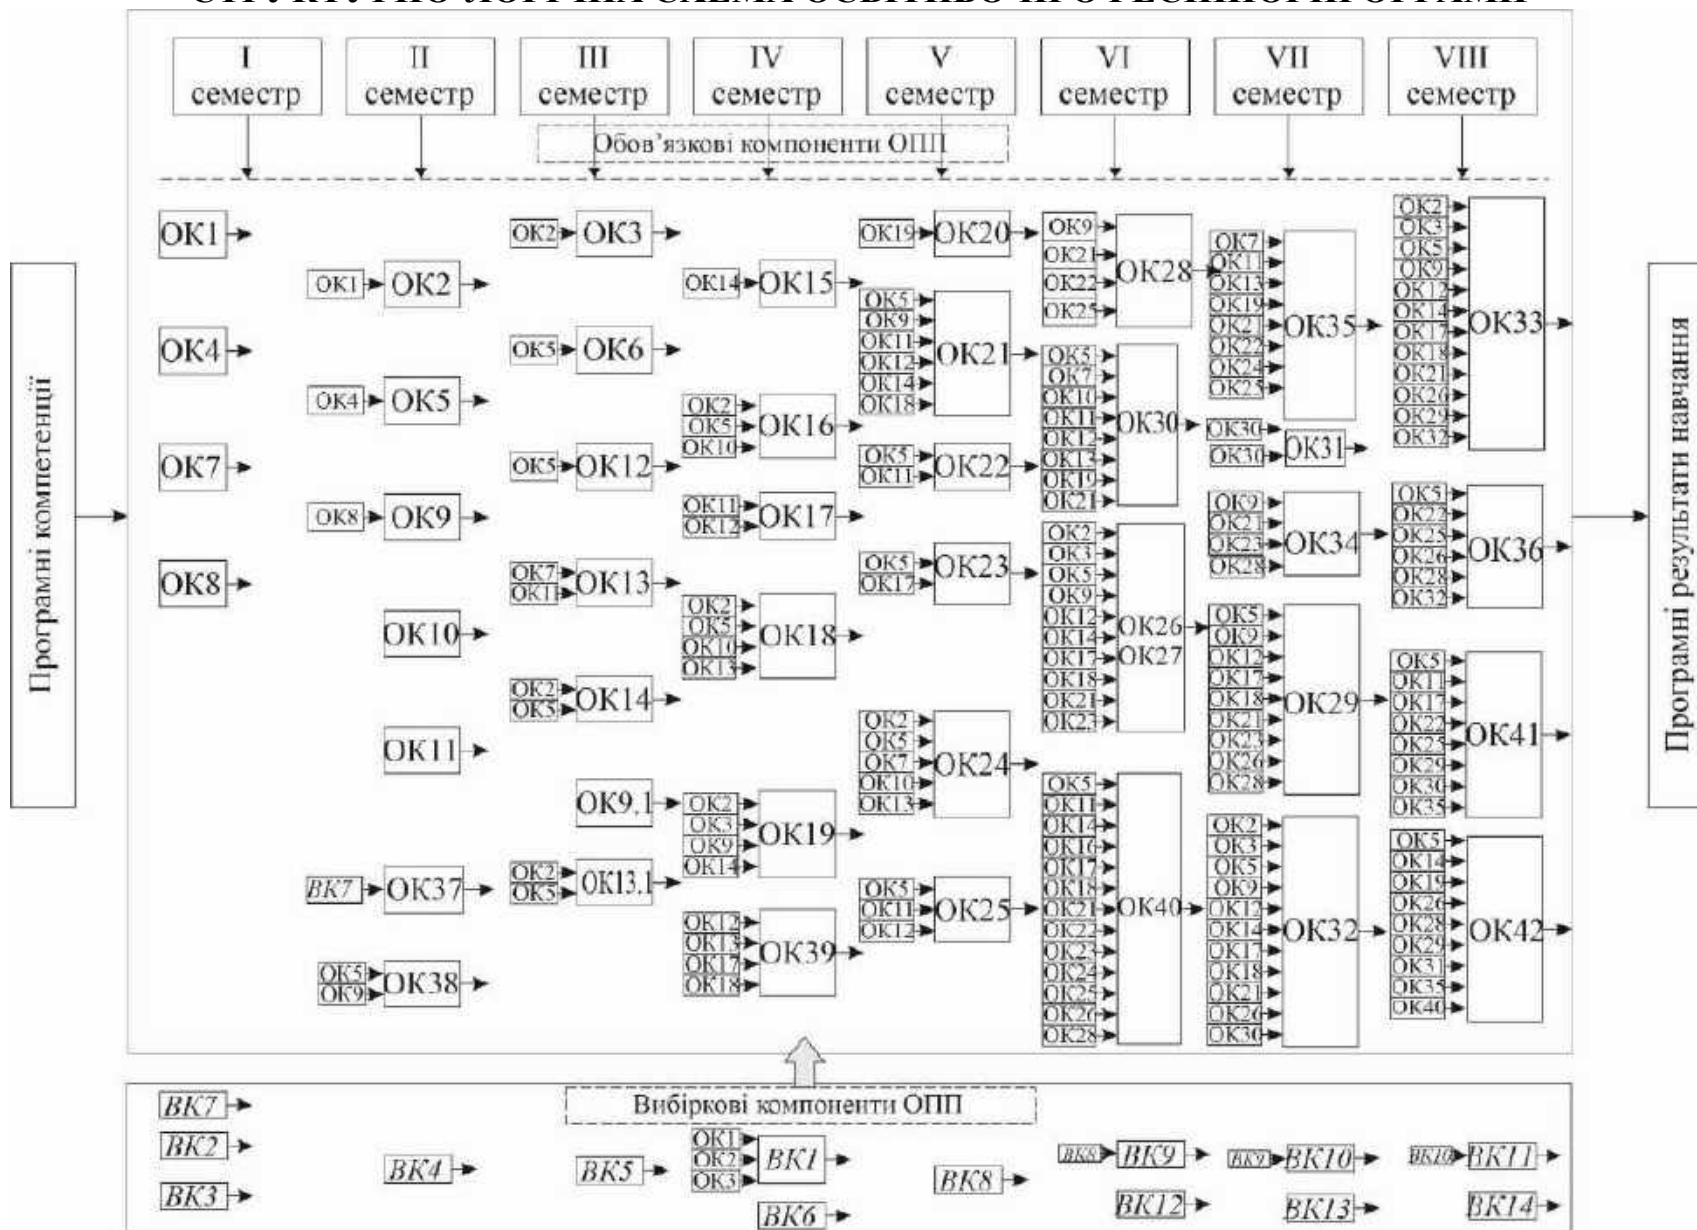 СТРУКТУРНО-ЛОГІЧНА СХЕМА ОСВІТНЬО-ПРОФЕСІЙНОЇ ПРОГРАМИ
I семестр
II семестр
III семестр
IV семестр
V семестр
VI семестр
VII семестр
VIII семестр
Обов’язкові компоненти ОПП
Програмні компетенції
ОК1
ОК4
ОК7
ОК8
ОК1
ОК2
ОК4
ОК5
ОК8
ОК9
ОК10
ОК11
ВК7
ОК37
ОК5
ОК9
ОК38
ОК2
ОК3
ОК5
ОК6
ОК5
ОК12
ОК7
ОК11
ОК13
ОК2
ОК5
ОК14
ОК9.1
ОК2
ОК5
ОК13.1
ОК14
ОК15
ОК2
ОК5
ОК10
ОК16
ОК11
ОК12
ОК17
ОК2
ОК5
ОК10
ОК13
ОК18
ОК2
ОК3
ОК9
ОК14
ОК19
ОК12
ОК13
ОК17
ОК18
ОК39
ОК19
ОК20
ОК5
ОК9
ОК11
ОК12
ОК14
ОК18
ОК21
ОК5
ОК11
ОК22
ОК5
ОК17
ОК23
ОК2
ОК5
ОК7
ОК10
ОК13
ОК24
ОК5
ОК11
ОК12
ОК25
ОК9
ОК21
ОК22
ОК25
ОК28
ОК5
ОК7
ОК10
ОК11
ОК12
ОК13
ОК19
ОК21
ОК30
ОК2
ОК3
ОК5
ОК9
ОК12
ОК14
ОК17
ОК18
ОК21
ОК23
ОК26
ОК27
ОК5
ОК11
ОК14
ОК16
ОК17
ОК18
ОК21
ОК22
ОК23
ОК24
ОК25
ОК26
ОК28
ОК40
ОК7
ОК11
ОК13
ОК19
ОК21
ОК22
ОК24
ОК25
ОК35
ОК30
ОК30
ОК31
ОК9
ОК21
ОК23
ОК28
ОК34
ОК5
ОК9
ОК12
ОК17
ОК18
ОК21
ОК23
ОК26
ОК28
ОК29
ОК2
ОК3
ОК5
ОК9
ОК12
ОК14
ОК17
ОК18
ОК21
ОК26
ОК30
ОК32
ОК2
ОК3
ОК5
ОК9
ОК12
ОК14
ОК17
ОК18
ОК21
ОК26
ОК29
ОК32
ОК33
ОК5
ОК22
ОК25
ОК26
ОК28
ОК32
ОК36
ОК5
ОК11
ОК17
ОК22
ОК25
ОК29
ОК30
ОК35
ОК41
ОК5
ОК14
ОК19
ОК26
ОК28
ОК29
ОК31
ОК35
ОК40
ОК42
Програмні результати навчання
Вибіркові компоненти ОПП
ВК7
ВК2
ВК3
ВК4
ВК5
ОК1
ОК2
ОК3
ВК1
ВК6
ВК8
ВК8
ВК9
ВК12
ВК9
ВК10
ВК13
ВК10
ВК11
ВК14